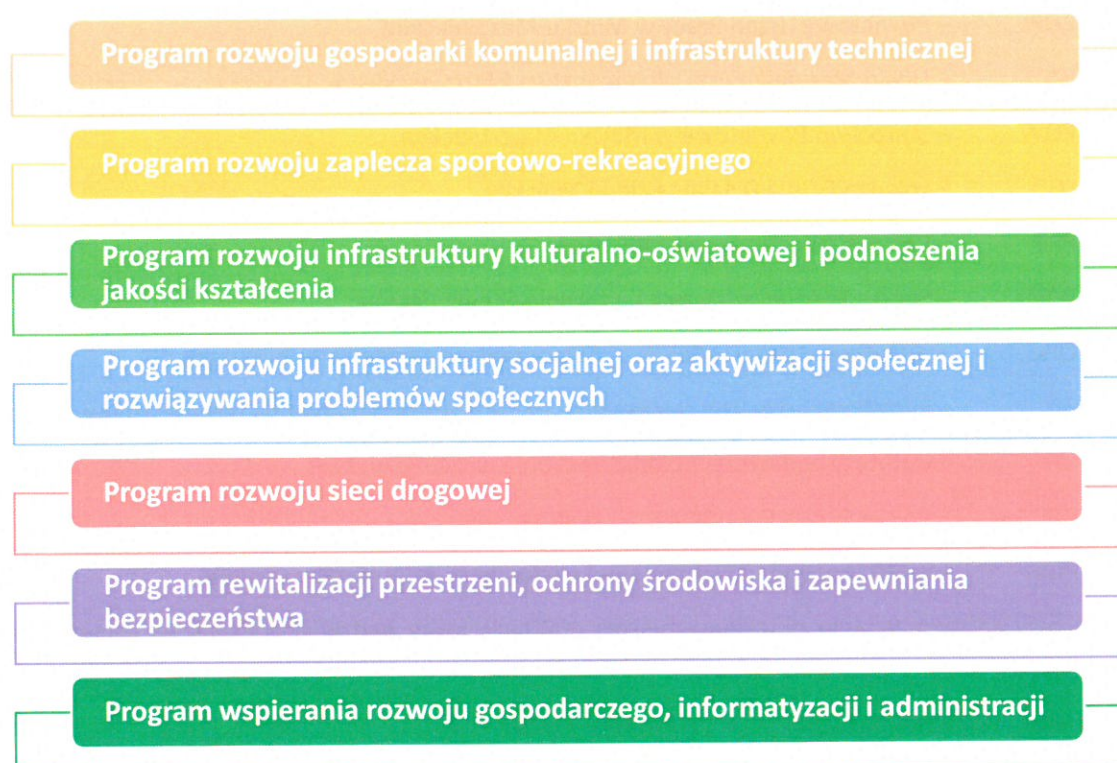 Program rozwoju gospodarki komunalnej i infrastruktury technicznej
Program rozwoju zaplecza sportowo-rekreacyjnego
Program rozwoju infrastruktury kulturalno-oświatowej i podnoszenia
jakości kształcenia
Program rozwoju infrastruktury socjalnej oraz aktywizacji społecznej i
rozwiązywania problemów społecznych
Program rozwoju sieci drogowej
Program rewitalizacji przestrzeni, ochrony środowiska i zapewniania
bezpieczeństwa
Program wspierania rozwoju gospodarczego, informatyzacji i administracji